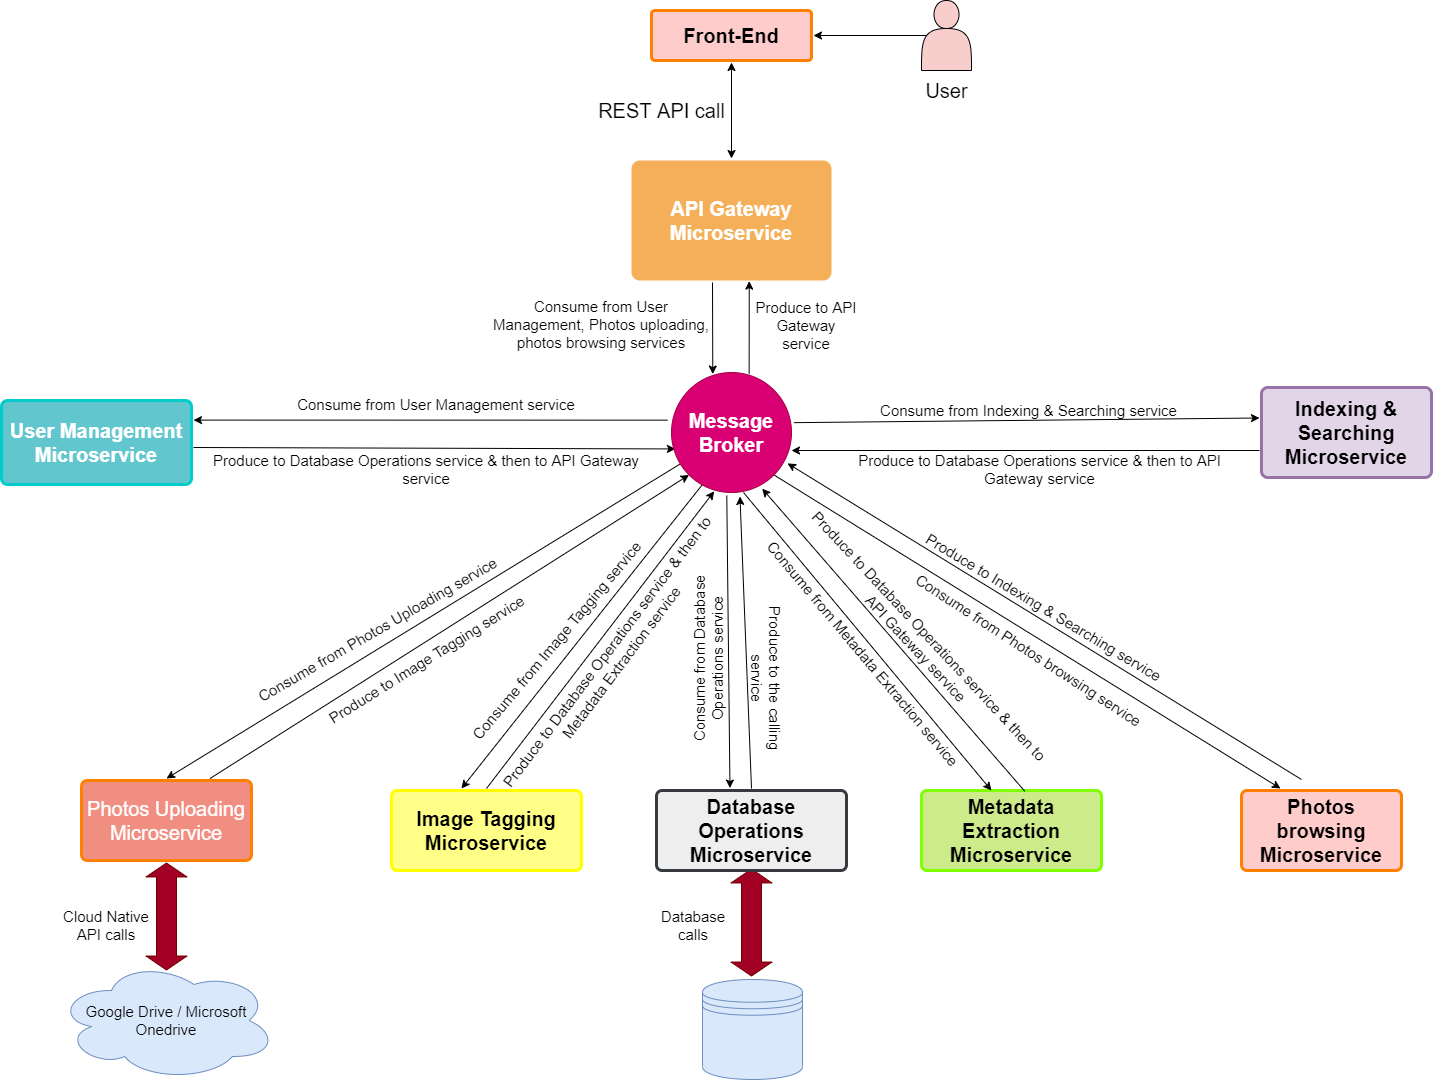 Front-End
User
REST API call
API Gateway
Microservice
Consume from User
Management, Photos uploading,
photos browsing services
Produce to API
Gateway
service
Message
Broker
Consume from User Management service
User Management
Microservice
Produce to Database Operations service & then to API Gateway
service
Consume from Indexing & Searching service
Indexing &
Searching
Microservice
Produce to Database Operations service & then to API
Gateway service
Consume from Photos Uploading service
Produce to Image Tagging service
Consume from Image Tagging service
Produce to Database Operations service & then to
Metadata Extraction service
Consume from Database
Operations service
Produce to the calling
service
Consume from Metadata Extraction service
Produce to Database Operations service & then to
API Gateway service
Consume from Photos browsing service
Produce to Indexing & Searching service
Photos Uploading
Microservice
Image Tagging
Microservice
Database
Operations
Microservice
Metadata
Extraction
Microservice
Photos
browsing
Microservice
Cloud Native
API calls
Database
calls
Google Drive / Microsoft
Onedrive